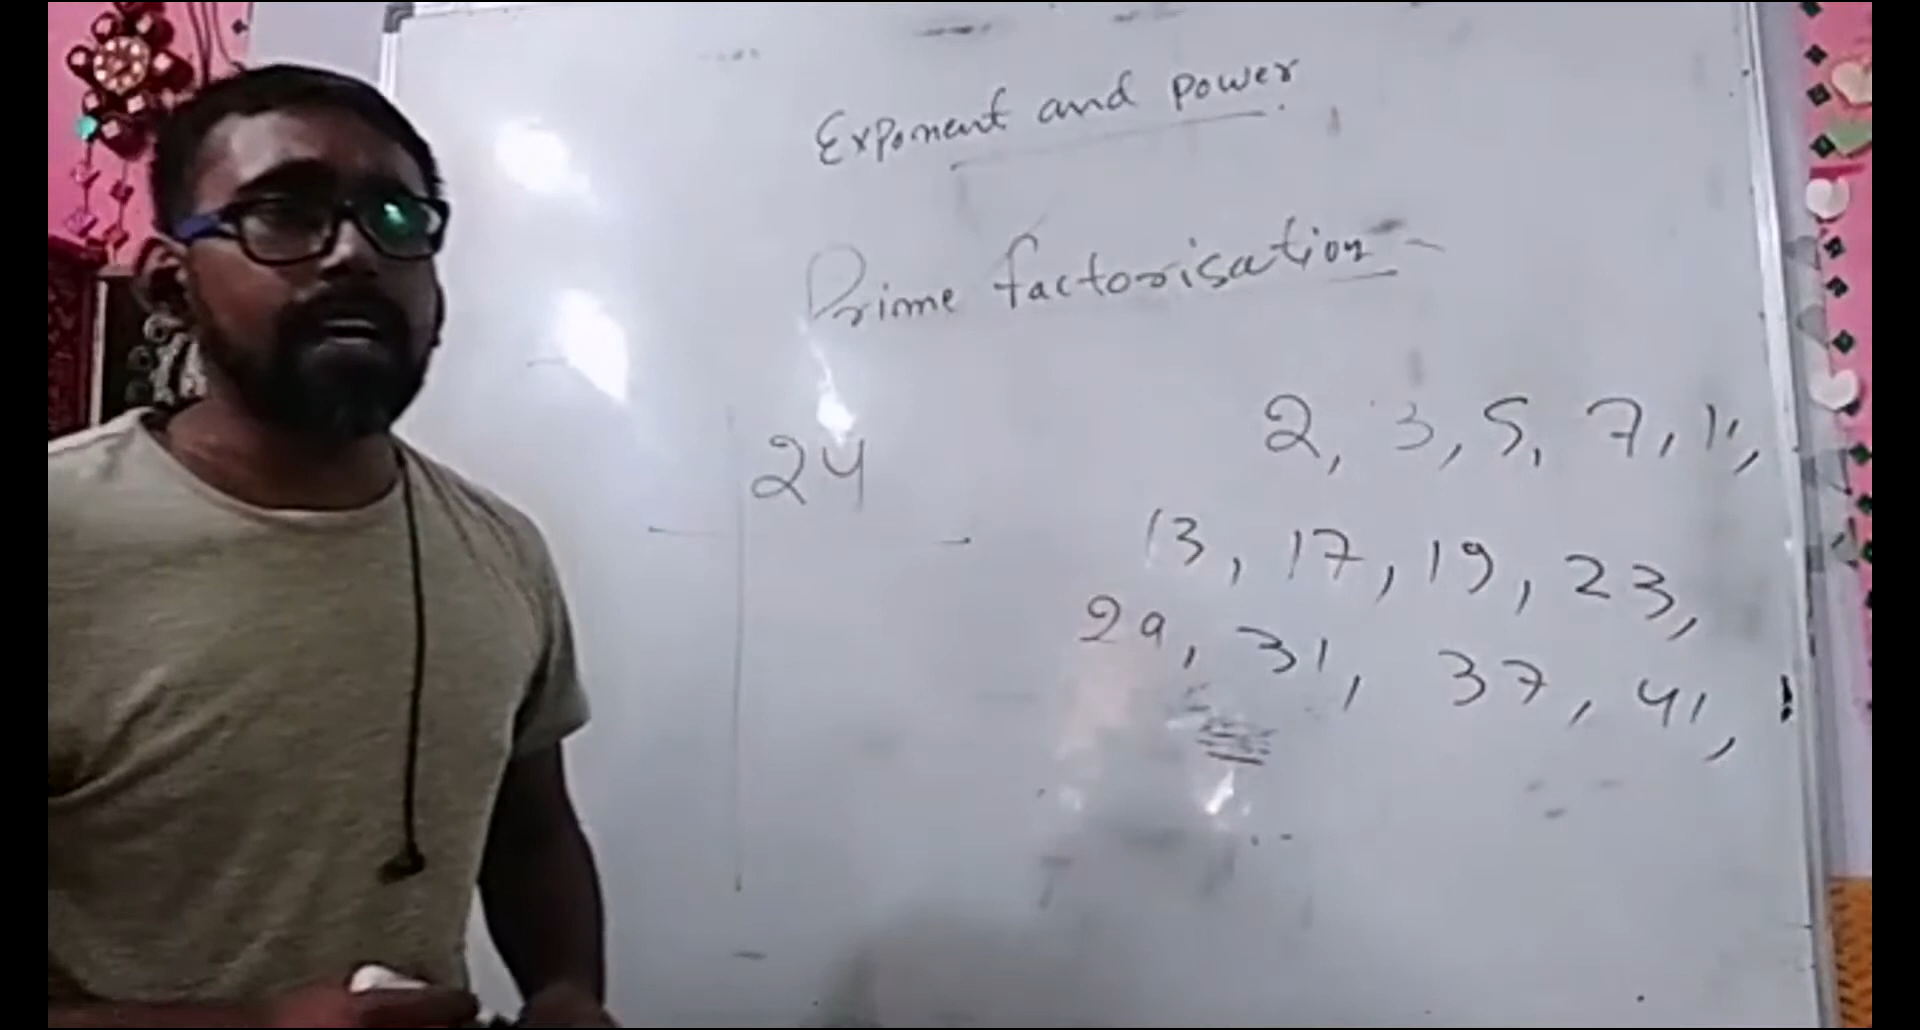 Exponent and power
Prime factorisation
24
2, 3, 5, 7, 11,
13, 17, 19, 23,
29, 31, 37, 41,